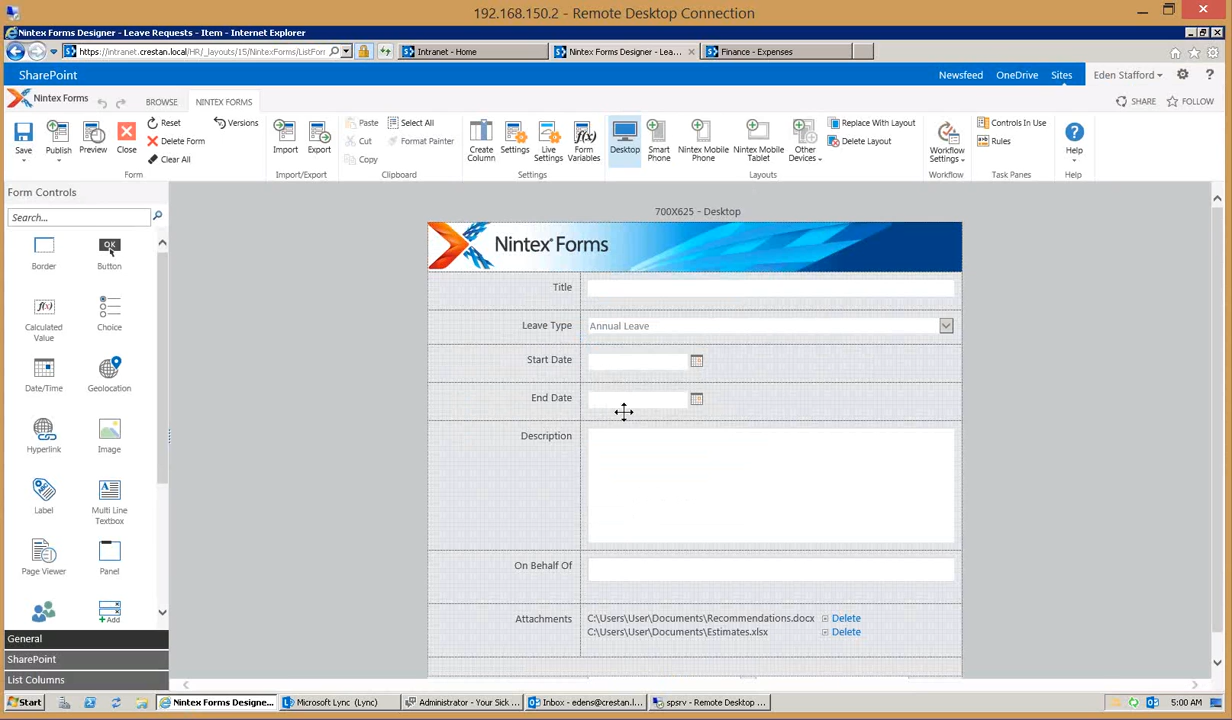 192.168.150.2 - Remote Desktop Connection
Nintex Forms Designer - Leave Requests - Item - Internet Explorer
https://intranet.crestan.local/HR/_layouts/15/NintexForms/ListFor
Intranet - Home
Nintex Forms Designer - Lea...
Finance - Expenses
SharePoint
Newsfeed OneDrive Sites Eden Stafford ?
Nintex Forms
BROWSE NINTEX FORMS
SHARE FOLLOW
Save Publish Preview Close
Reset
Delete Form
Clear All
Versions
Form
Import Export
Import/Export
Paste
Cut
Copy
Select All
Format Painter
Clipboard
Create Column Settings Live Settings f(x) Form Variables
Settings
Desktop Smart Phone Nintex Mobile Phone Nintex Mobile Tablet Other Devices
Replace With Layout
Delete Layout
Layouts
Workflow Settings
Workflow
Controls In Use
Rules
Task Panes
? Help
Help
Form Controls
Search...
Border
OK
Button
f(x)
Calculated Value
Choice
Date/Time
Geolocation
Hyperlink
Image
ABC
Label
Multi Line Textbox
Page Viewer
Panel
+Add
General
SharePoint
List Columns
700X625 - Desktop
Nintex Forms
Title
Leave Type Annual Leave
Start Date
End Date
Description
On Behalf Of
Attachments C:\Users\User\Documents\Recommendations.docx Delete
C:\Users\User\Documents\Estimates.xlsx Delete
Start
Nintex Forms Designe...
Microsoft Lync (Lync)
Administrator - Your Sick ...
Inbox - edens@crestan.l...
spsrv - Remote Desktop ...
5:00 AM